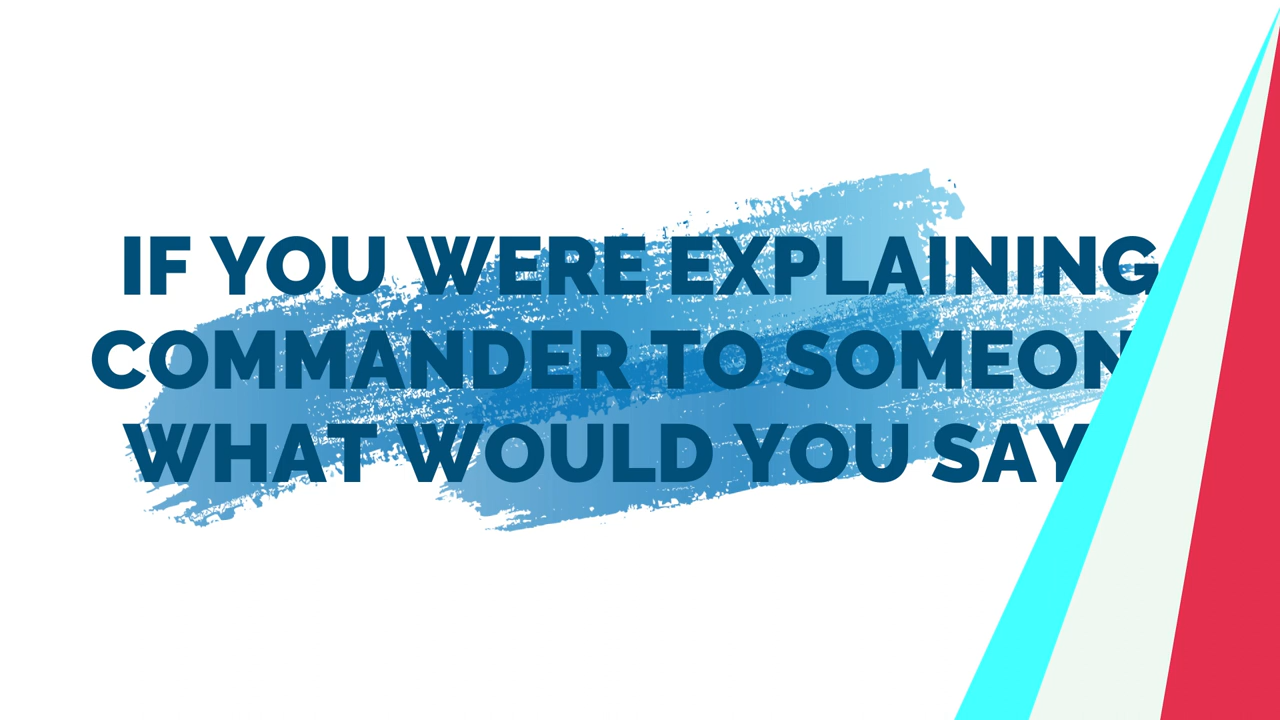 IF YOU WERE EXPLAINING
COMMANDER TO SOMEON
WHAT WOULD YOU SAY